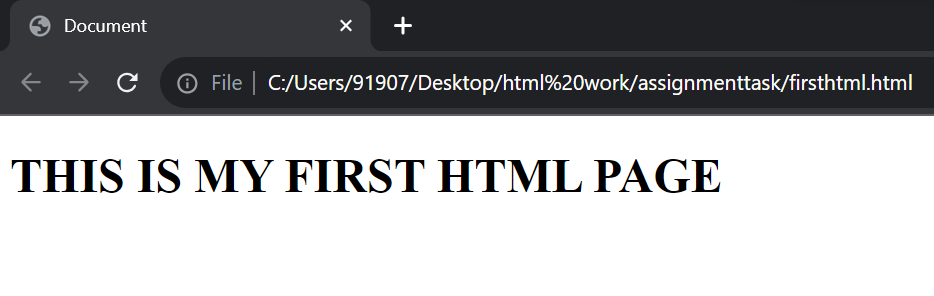 Document
File C:/Users/91907/Desktop/html%20work/assignmenttask/firsthtml.html
THIS IS MY FIRST HTML PAGE